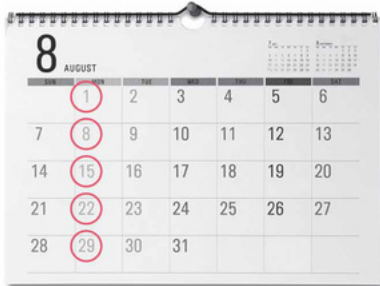 8 AUGUST
SUN MON TUE WED THU FRI SAT
1 2 3 4 5 6
7 8 9 10 11 12 13
14 15 16 17 18 19 20
21 22 23 24 25 26 27
28 29 30 31